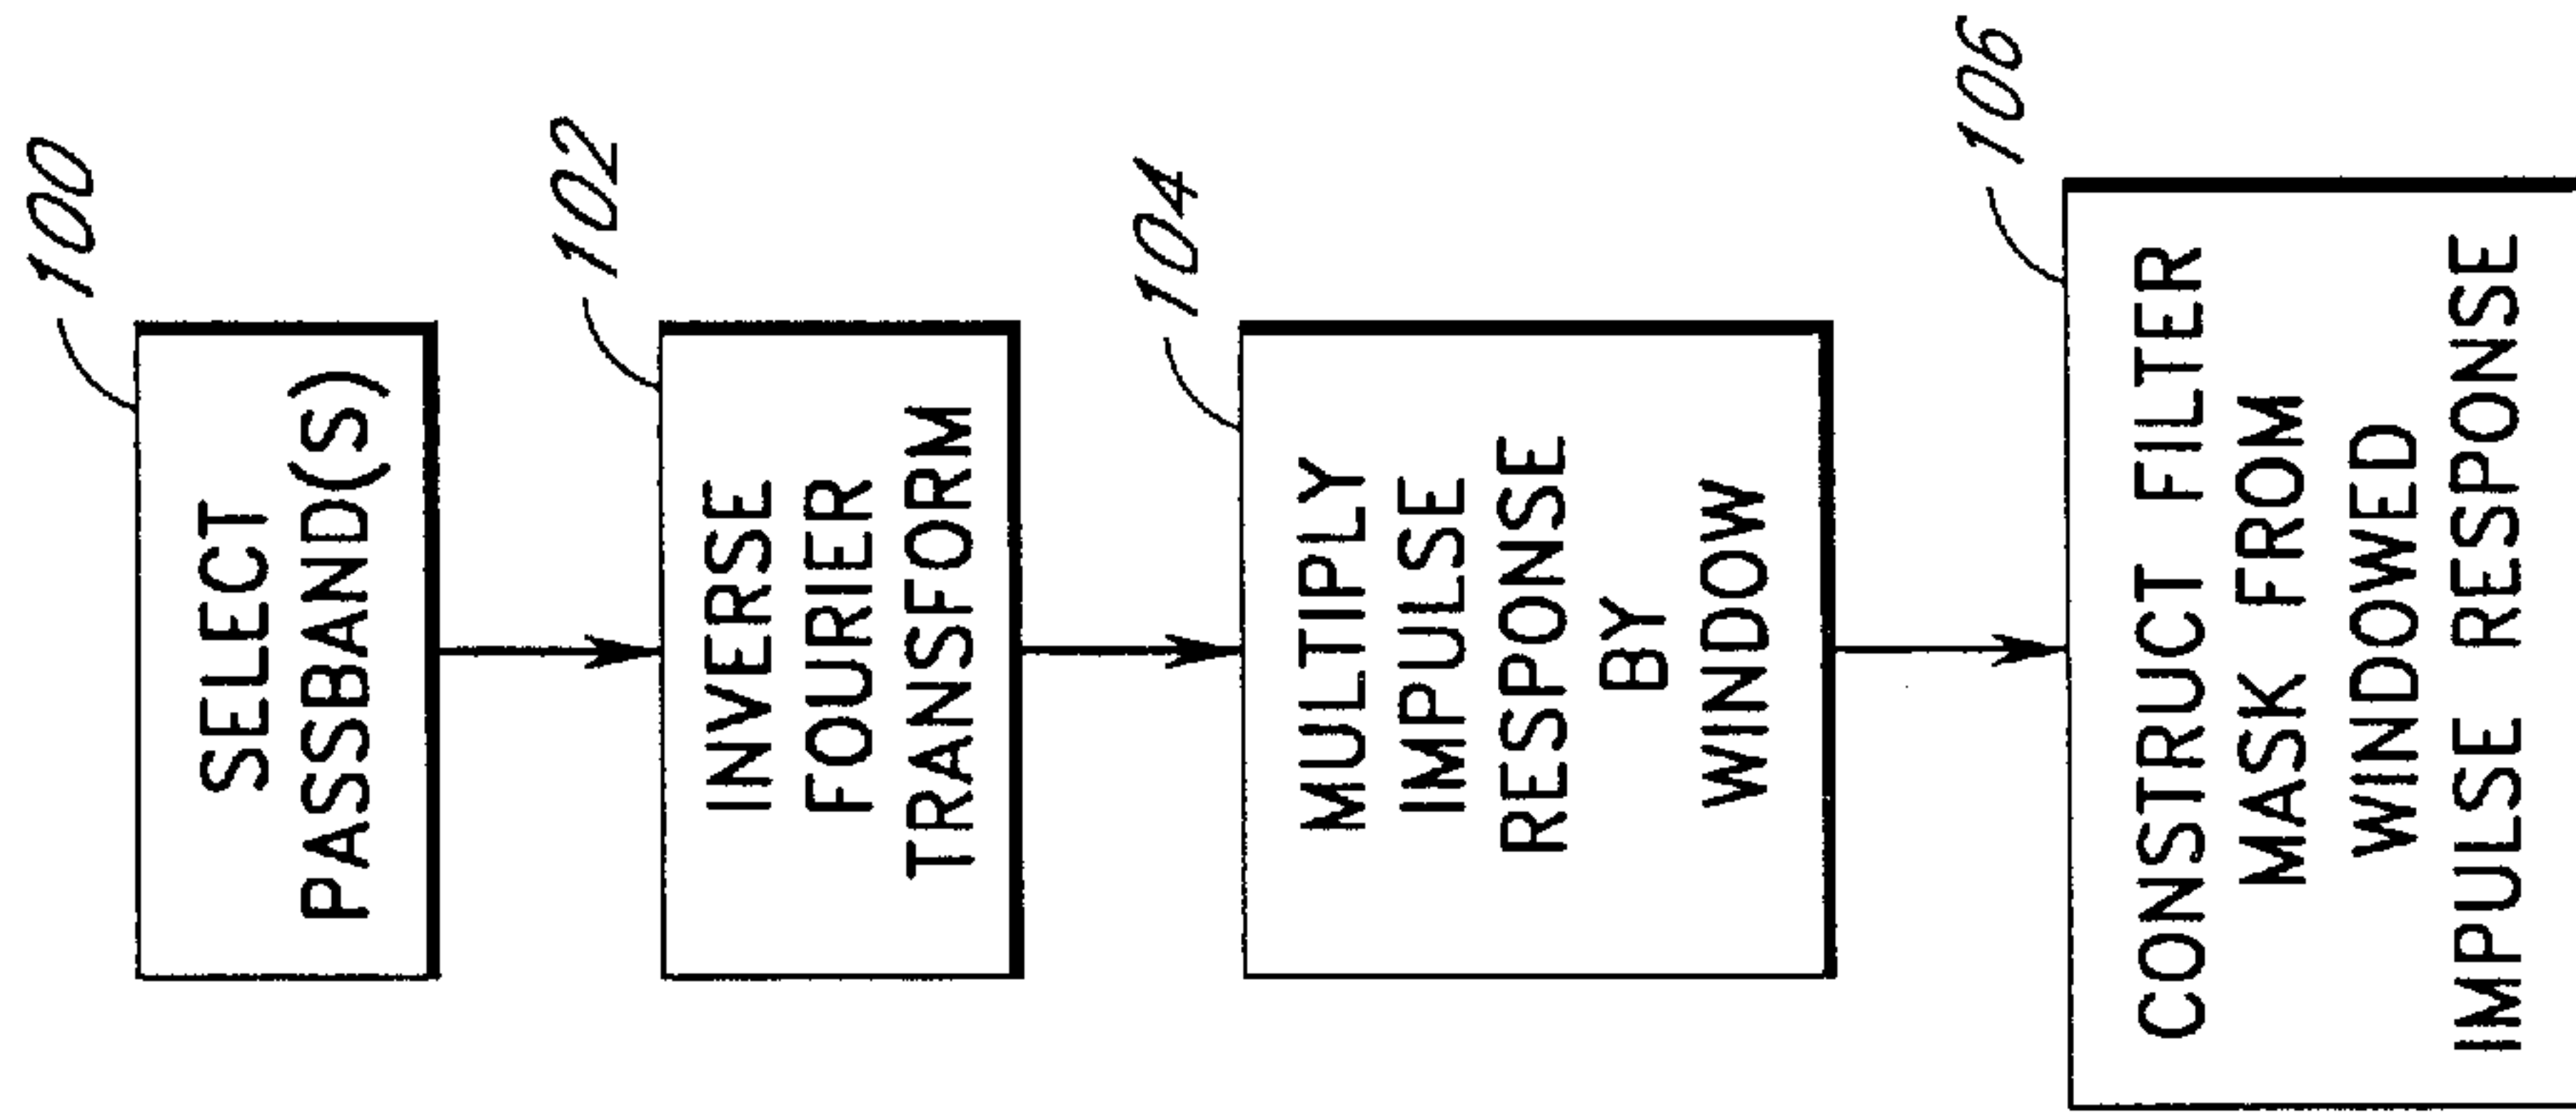 100
SELECT
PASSBAND(S)
102
INVERSE
FOURIER
TRANSFORM
104
MULTIPLY
IMPULSE
RESPONSE
BY
WINDOW
106
CONSTRUCT FILTER
MASK FROM
WINDOWED
IMPULSE RESPONSE